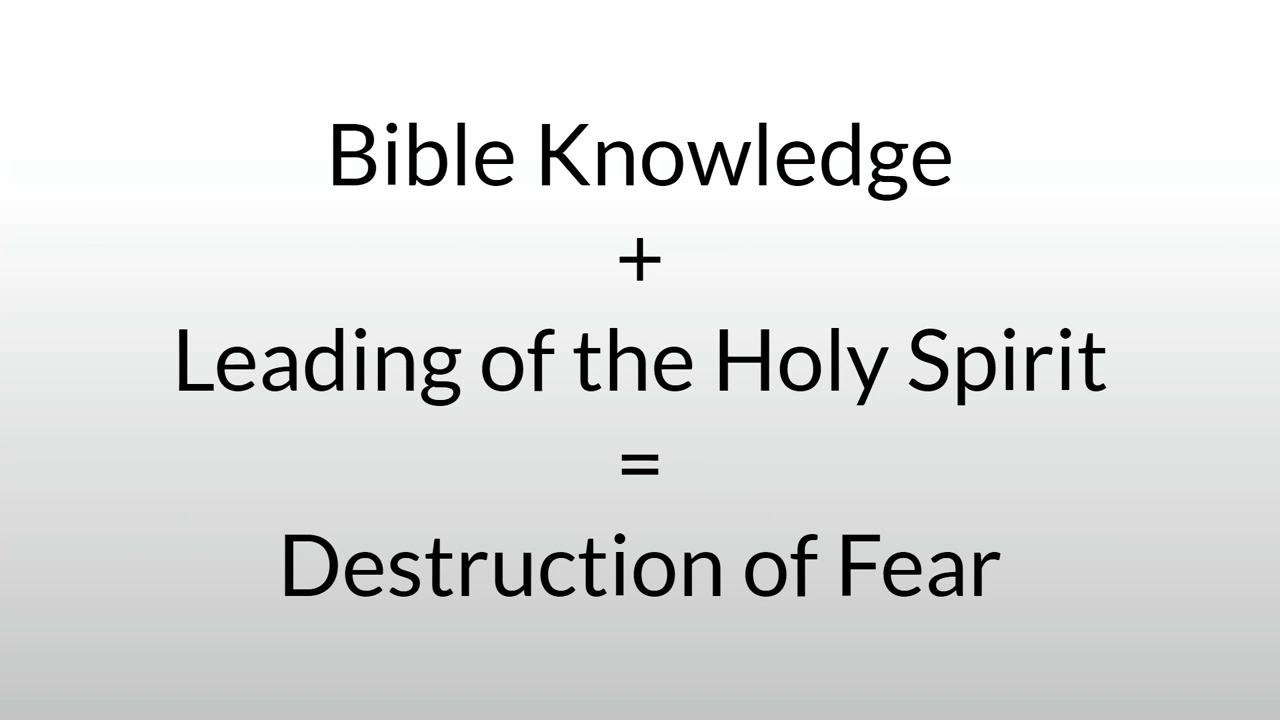 Bible Knowledge
+
Leading of the Holy Spirit
=
Destruction of Fear